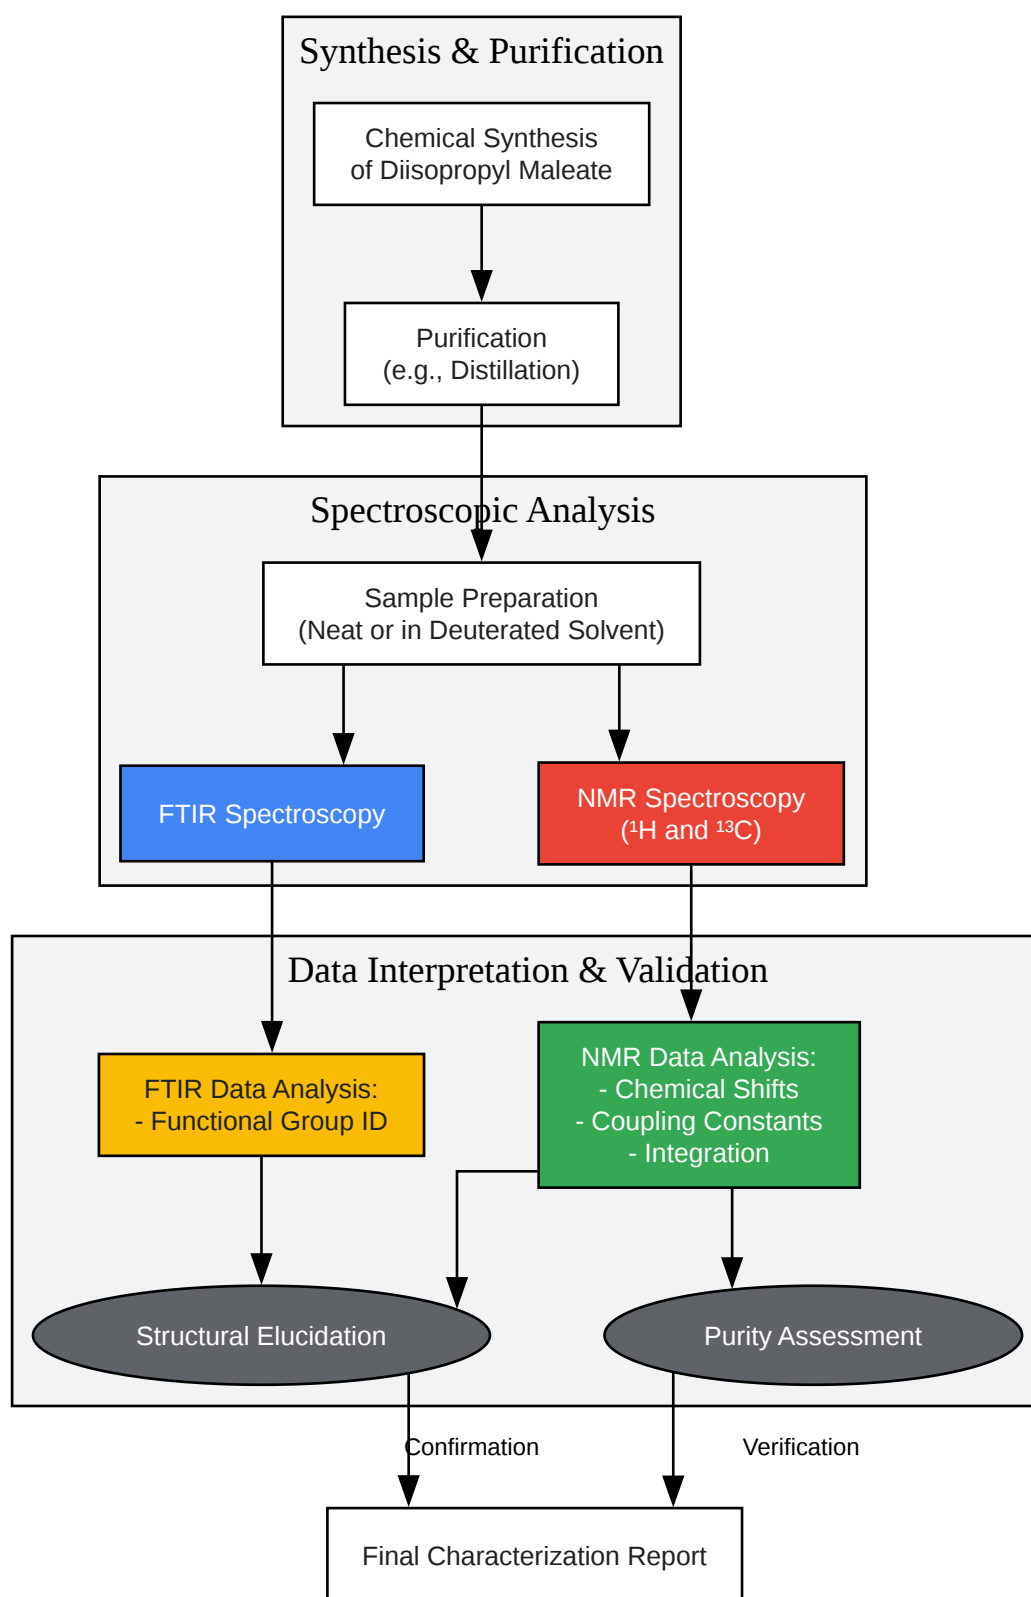 Synthesis & Purification
Chemical Synthesis
of Diisopropyl Maleate
Purification
(e.g., Distillation)
Spectroscopic Analysis
Sample Preparation
(Neat or in Deuterated Solvent)
FTIR Spectroscopy
NMR Spectroscopy
(¹H and ¹³C)
Data Interpretation & Validation
FTIR Data Analysis:
- Functional Group ID
NMR Data Analysis:
- Chemical Shifts
- Coupling Constants
- Integration
Structural Elucidation
Purity Assessment
Confirmation
Verification
Final Characterization Report